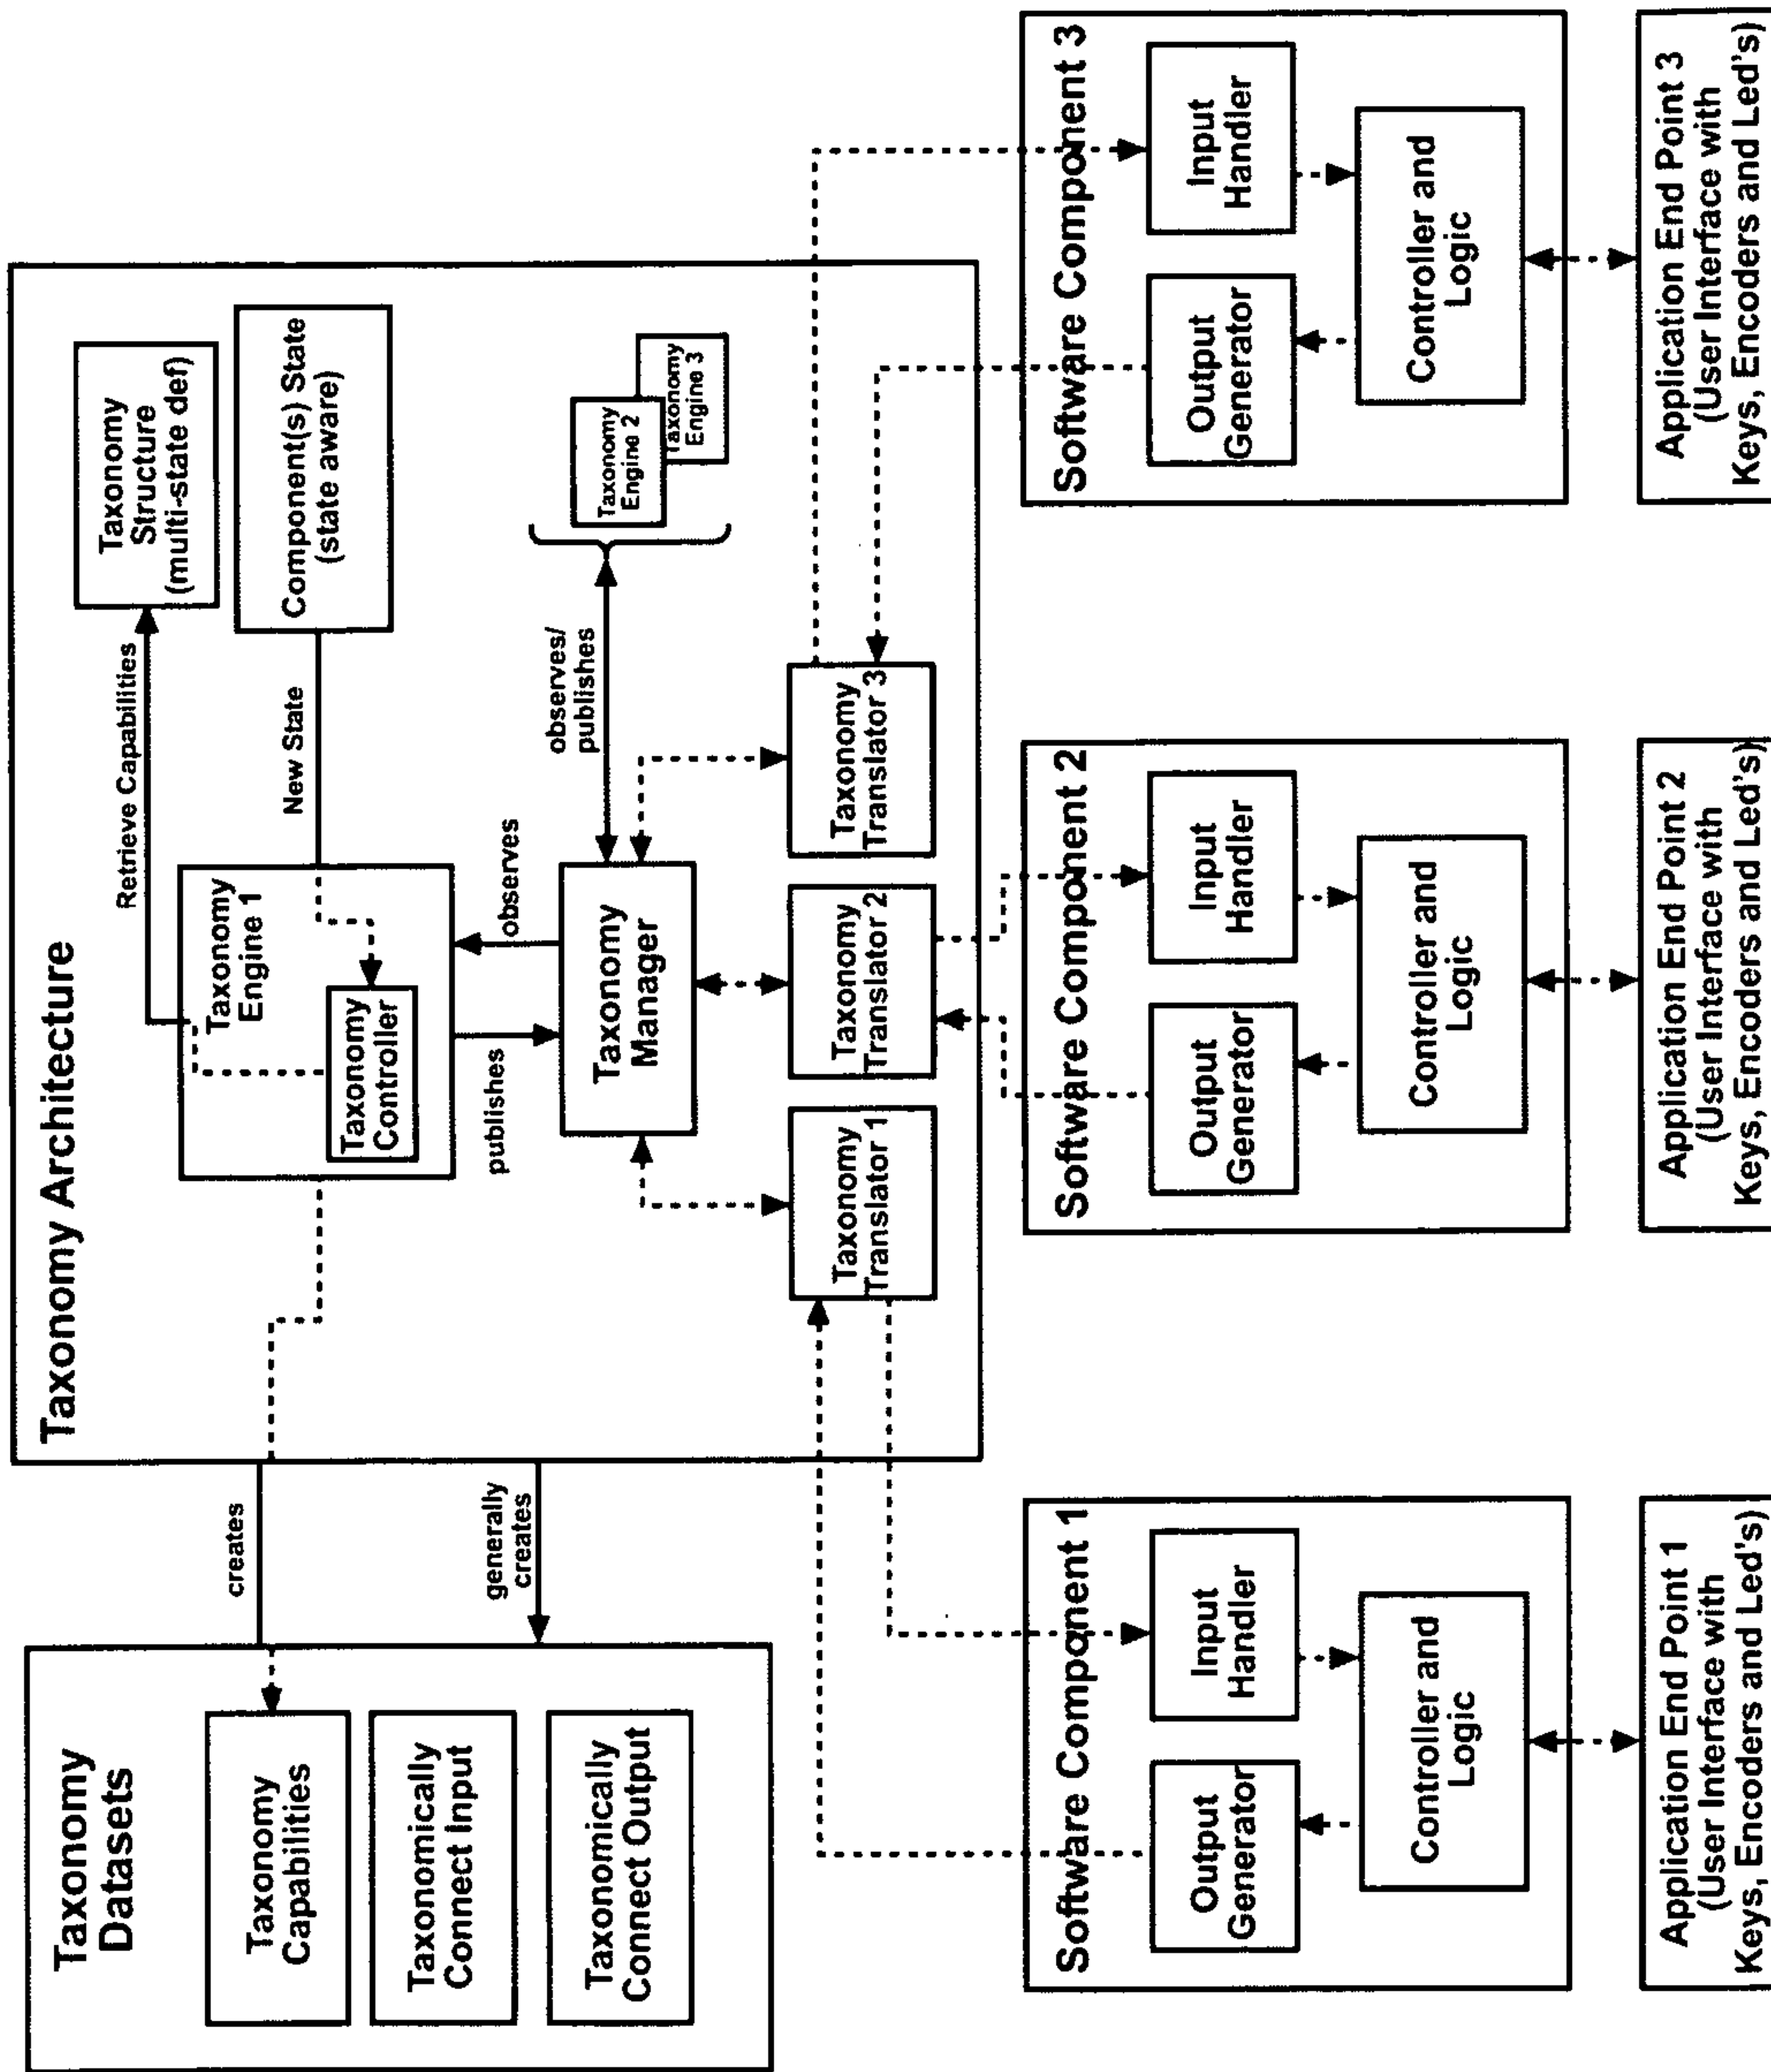 Taxonomy
Datasets
Taxonomy
Capabilities
Taxonomically
Connect Input
Taxonomically
Connect Output
creates
generally
creates
Taxonomy Architecture
Taxonomy
Engine 1
Taxonomy
Controller
Retrieve Capabilities
New State
Taxonomy
Structure
(multi-state def)
Component(s) State
(state aware)
publishes
observes
Taxonomy
Manager
observes/
publishes
Taxonomy
Engine 2
Taxonomy
Engine 3
Taxonomy
Translator 1
Taxonomy
Translator 2
Taxonomy
Translator 3
Software Component 1
Output
Generator
Input
Handler
Controller and
Logic
Application End Point 1
(User Interface with
Keys, Encoders and Led's)
Software Component 2
Output
Generator
Input
Handler
Controller and
Logic
Application End Point 2
(User Interface with
Keys, Encoders and Led's)
Software Component 3
Output
Generator
Input
Handler
Controller and
Logic
Application End Point 3
(User Interface with
Keys, Encoders and Led's)